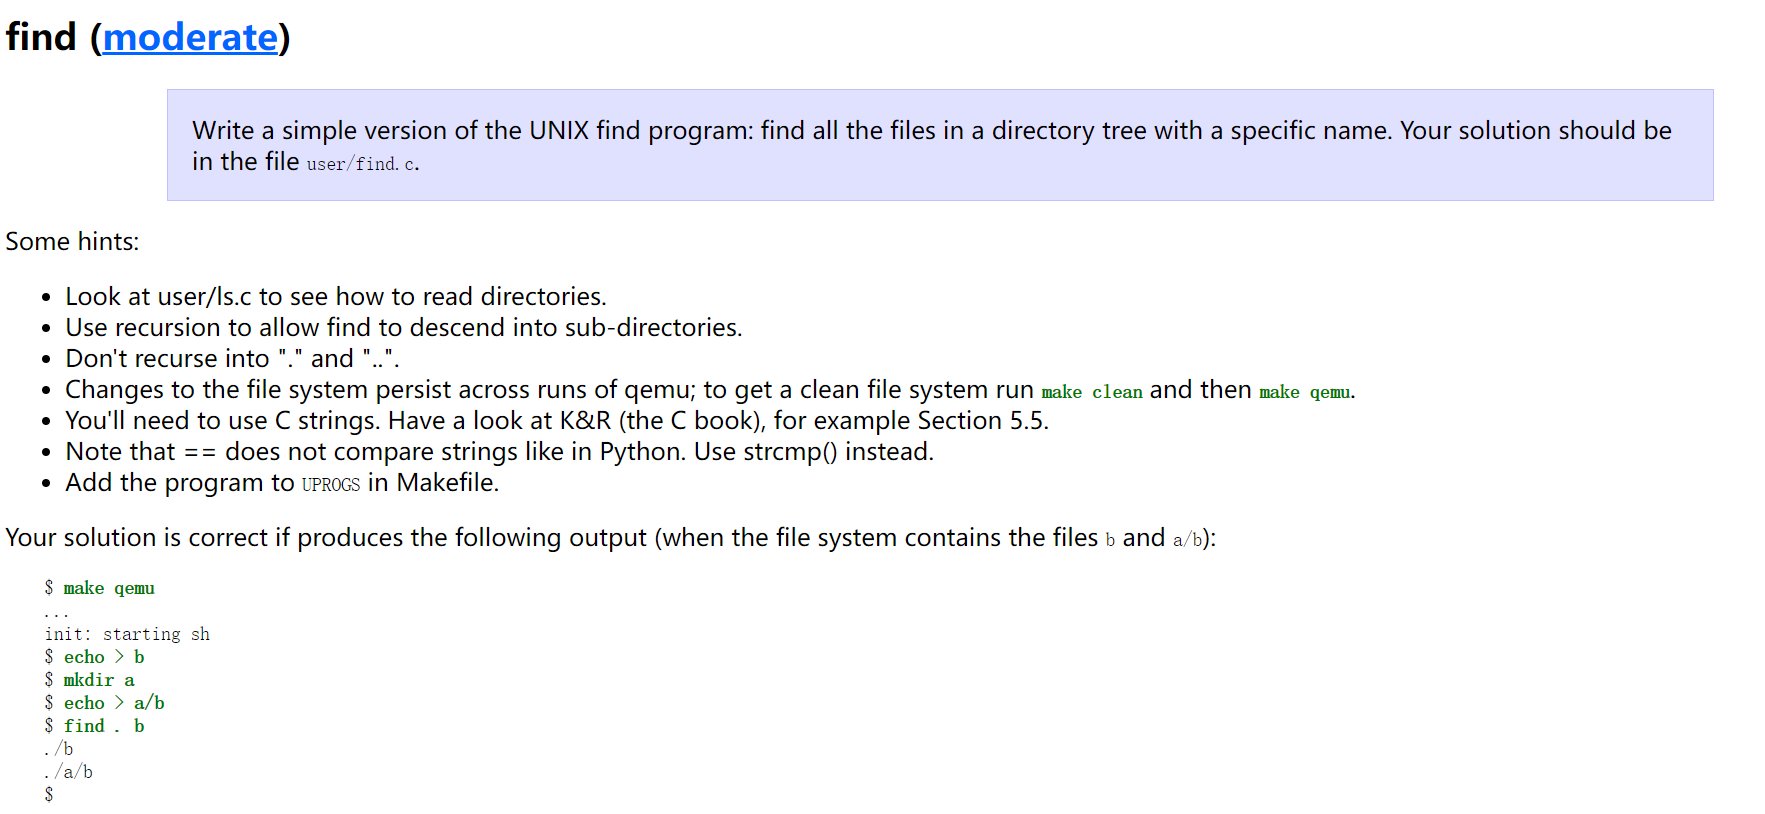 find (moderate)
Write a simple version of the UNIX find program: find all the files in a directory tree with a specific name. Your solution should be
in the file user/find.c.
Some hints:
• Look at user/ls.c to see how to read directories.
• Use recursion to allow find to descend into sub-directories.
• Don't recurse into "." and "..".
• Changes to the file system persist across runs of qemu; to get a clean file system run make clean and then make qemu.
• You'll need to use C strings. Have a look at K&R (the C book), for example Section 5.5.
• Note that == does not compare strings like in Python. Use strcmp() instead.
• Add the program to UPROGS in Makefile.
Your solution is correct if produces the following output (when the file system contains the files b and a/b):
$ make qemu
...
init: starting sh
$ echo > b
$ mkdir a
$ echo > a/b
$ find . b
./b
./a/b
$